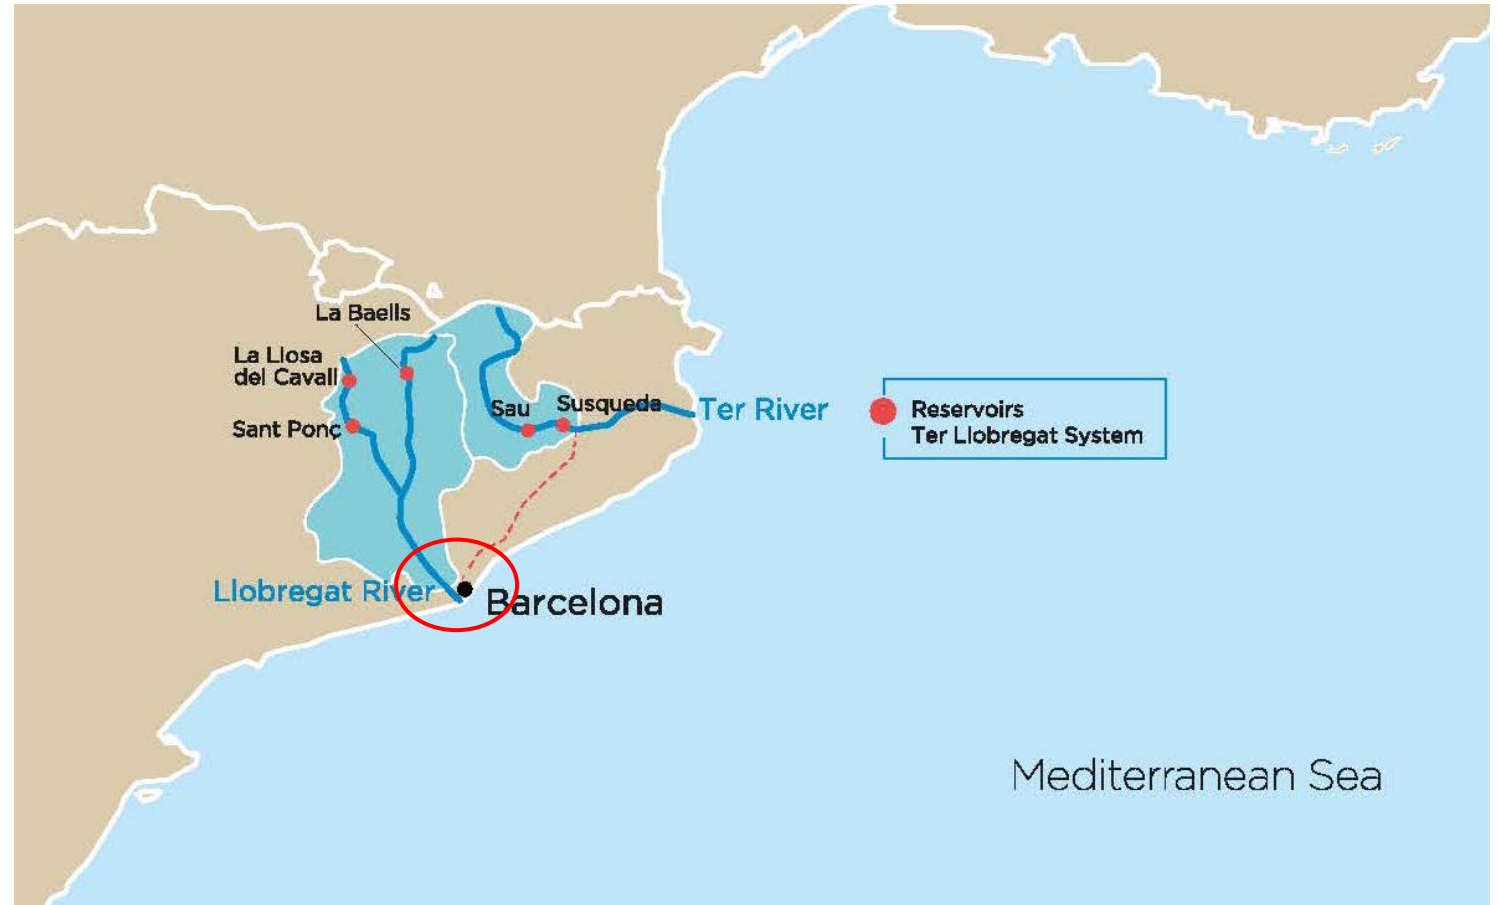 La Baells
La Llosa
del Cavall
Sant Ponç
Sau
Susqueda
Ter River
Reservoirs
Ter Llobregat System
Llobregat River
Barcelona
Mediterranean Sea